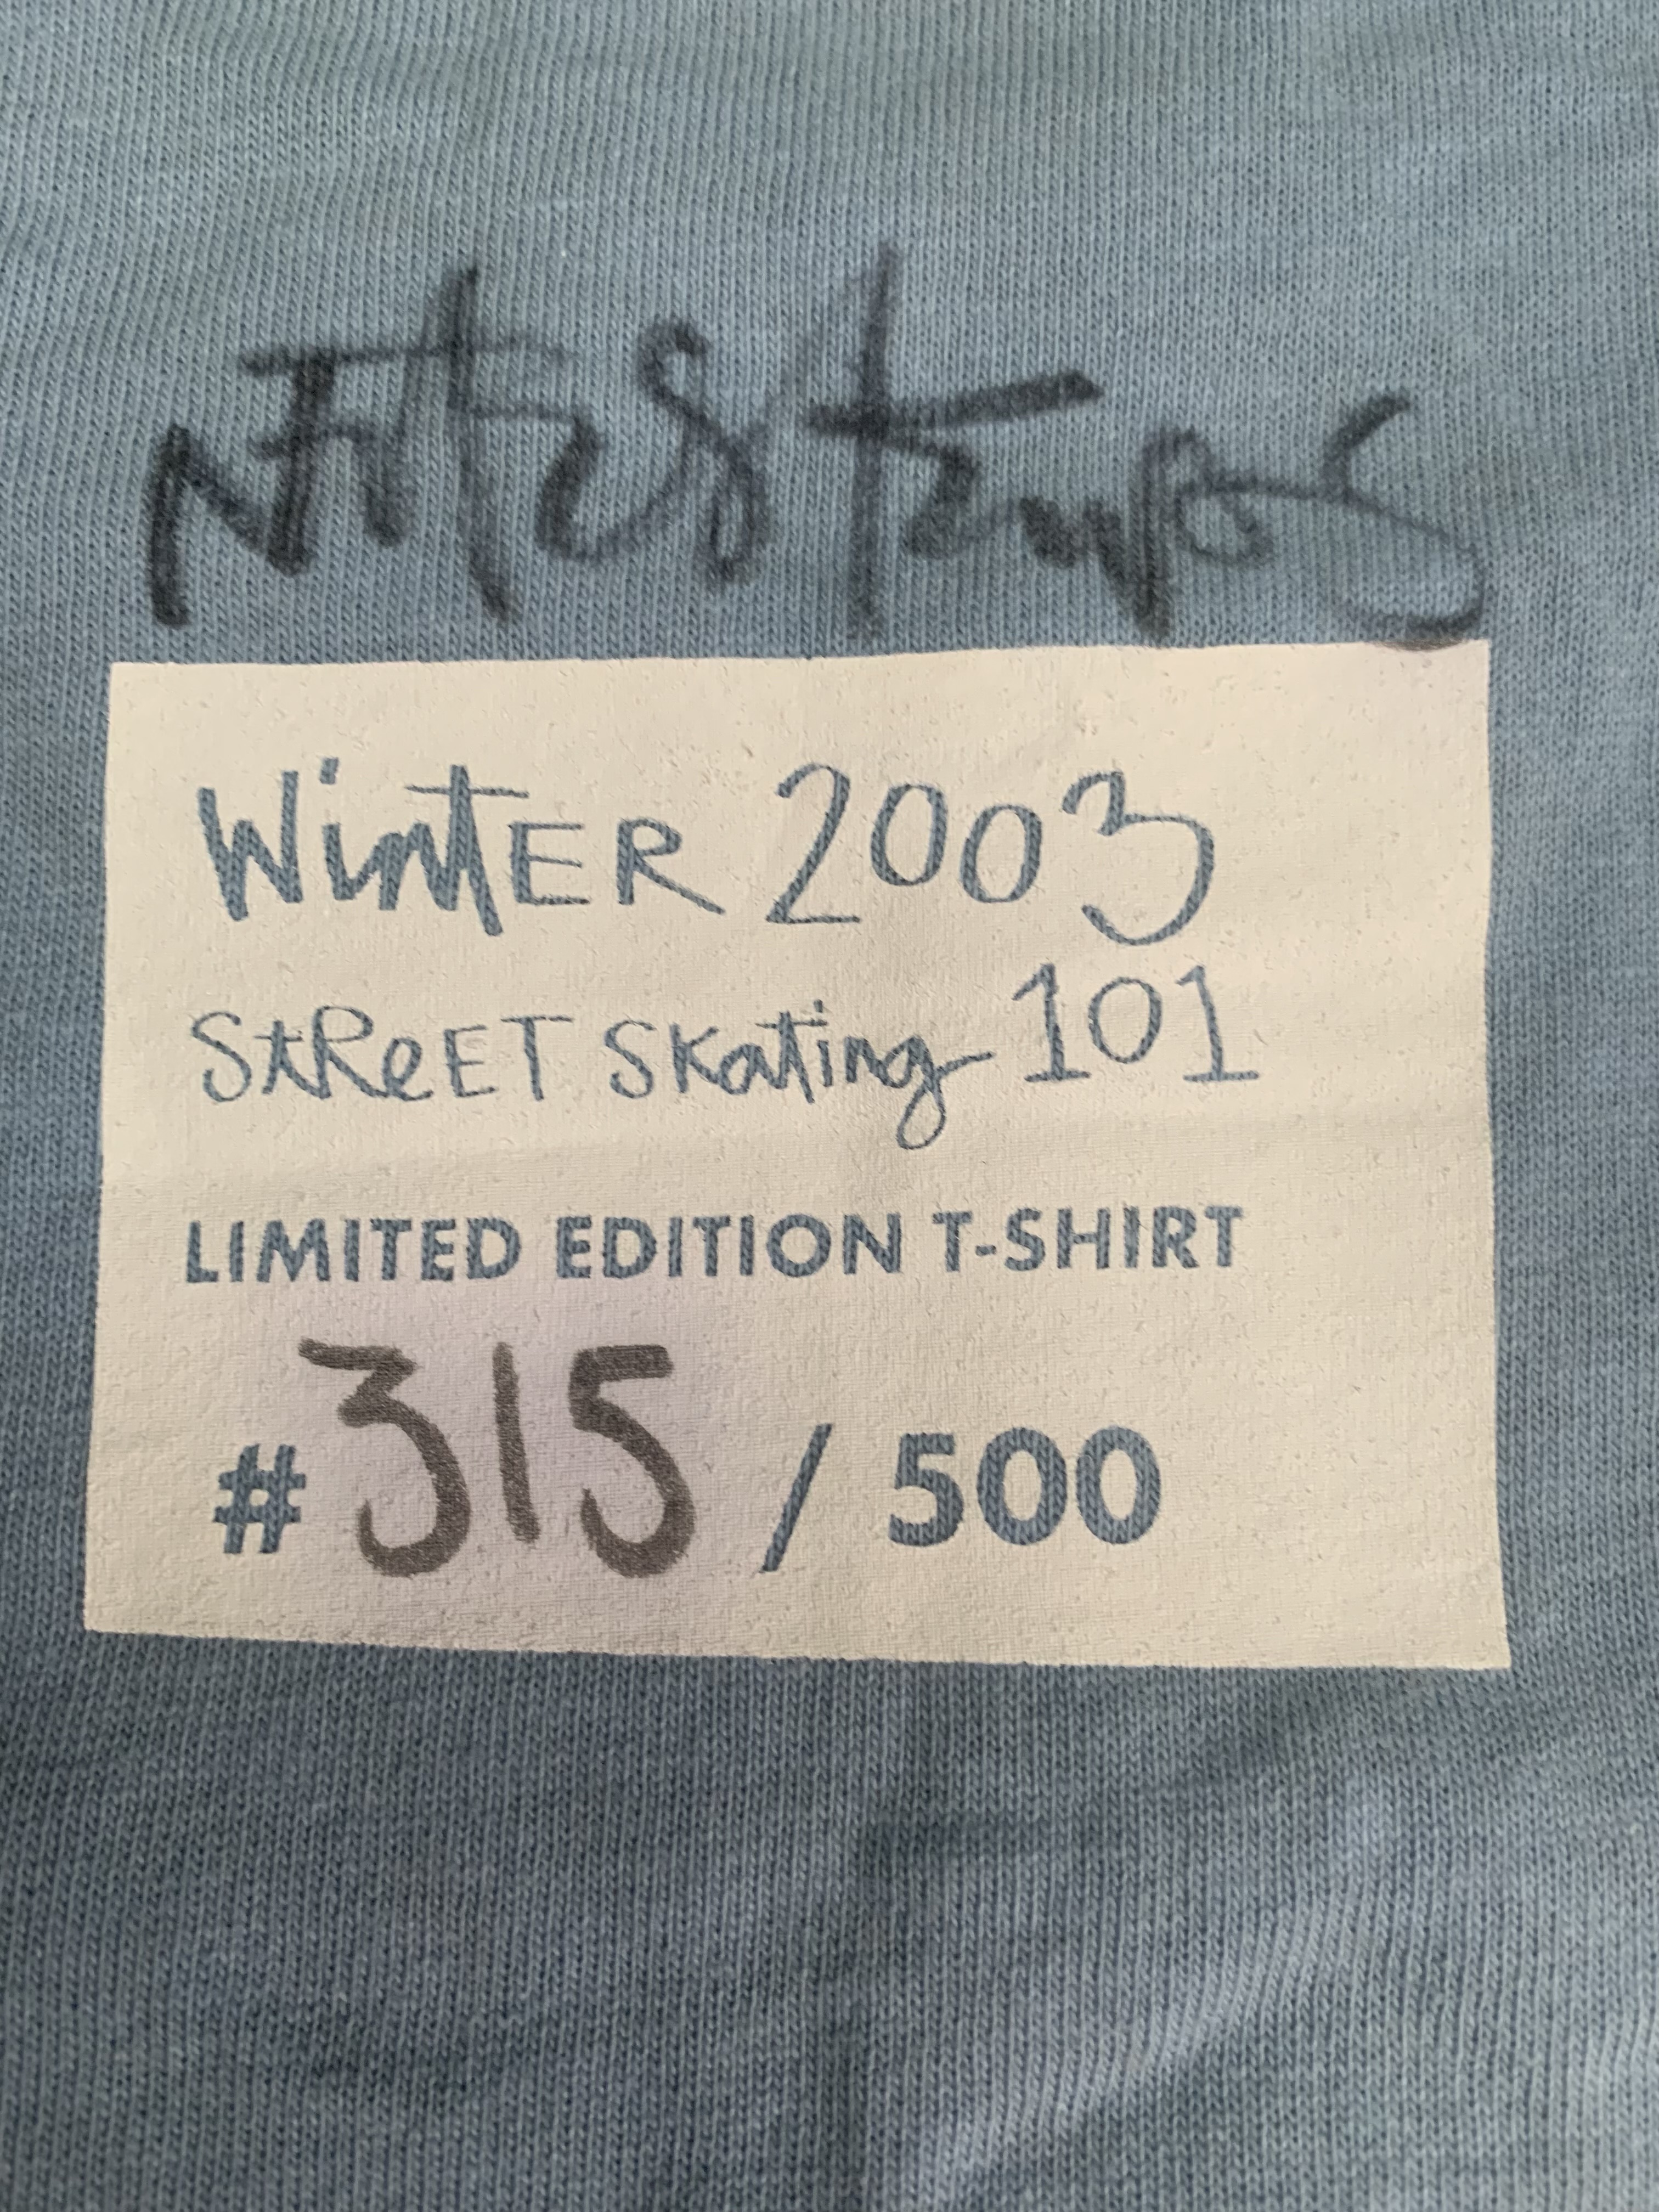 Winter 2003
StReET Skating 101
LIMITED EDITION T-SHIRT
#315 / 500